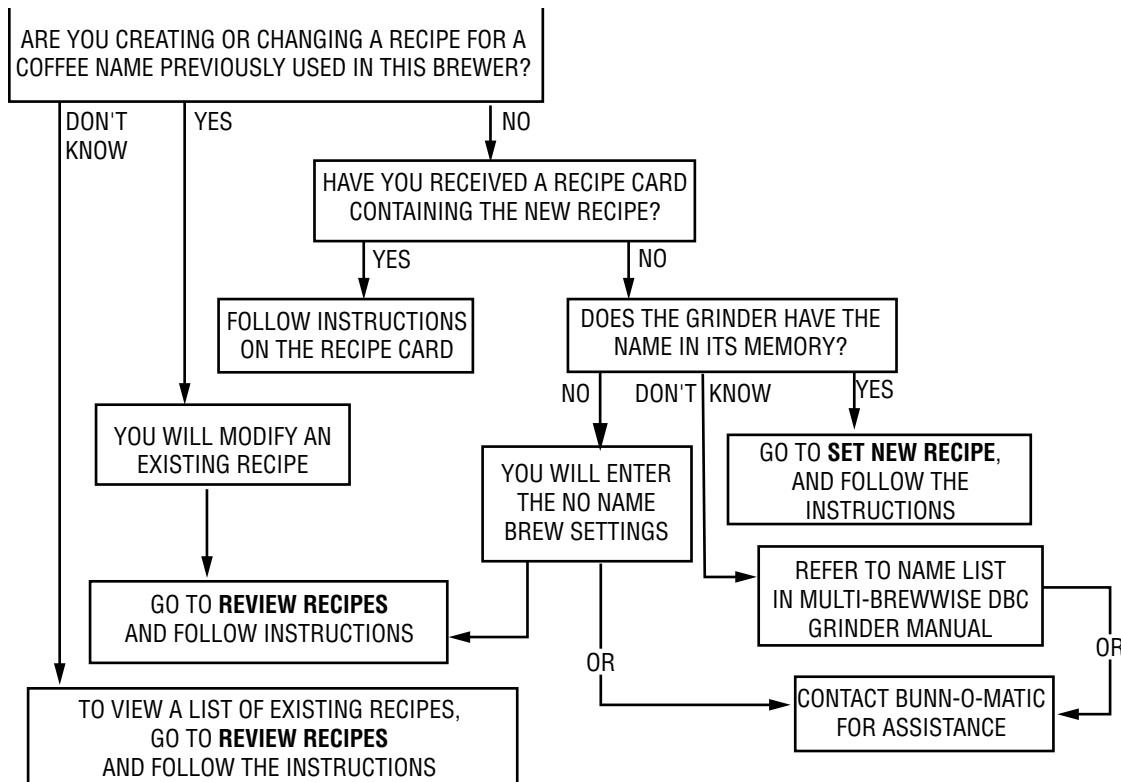 ARE YOU CREATING OR CHANGING A RECIPE FOR A
COFFEE NAME PREVIOUSLY USED IN THIS BREWER?
DON'T
KNOW
YES
NO
HAVE YOU RECEIVED A RECIPE CARD
CONTAINING THE NEW RECIPE?
YES
NO
FOLLOW INSTRUCTIONS
ON THE RECIPE CARD
DOES THE GRINDER HAVE THE
NAME IN ITS MEMORY?
NO
DON'T KNOW
YES
YOU WILL MODIFY AN
EXISTING RECIPE
YOU WILL ENTER
THE NO NAME
BREW SETTINGS
GO TO SET NEW RECIPE,
AND FOLLOW THE
INSTRUCTIONS
GO TO REVIEW RECIPES
AND FOLLOW INSTRUCTIONS
REFER TO NAME LIST
IN MULTI-BREWWISE DBC
GRINDER MANUAL
OR
OR
TO VIEW A LIST OF EXISTING RECIPES,
GO TO REVIEW RECIPES
AND FOLLOW THE INSTRUCTIONS
CONTACT BUNN-O-MATIC
FOR ASSISTANCE